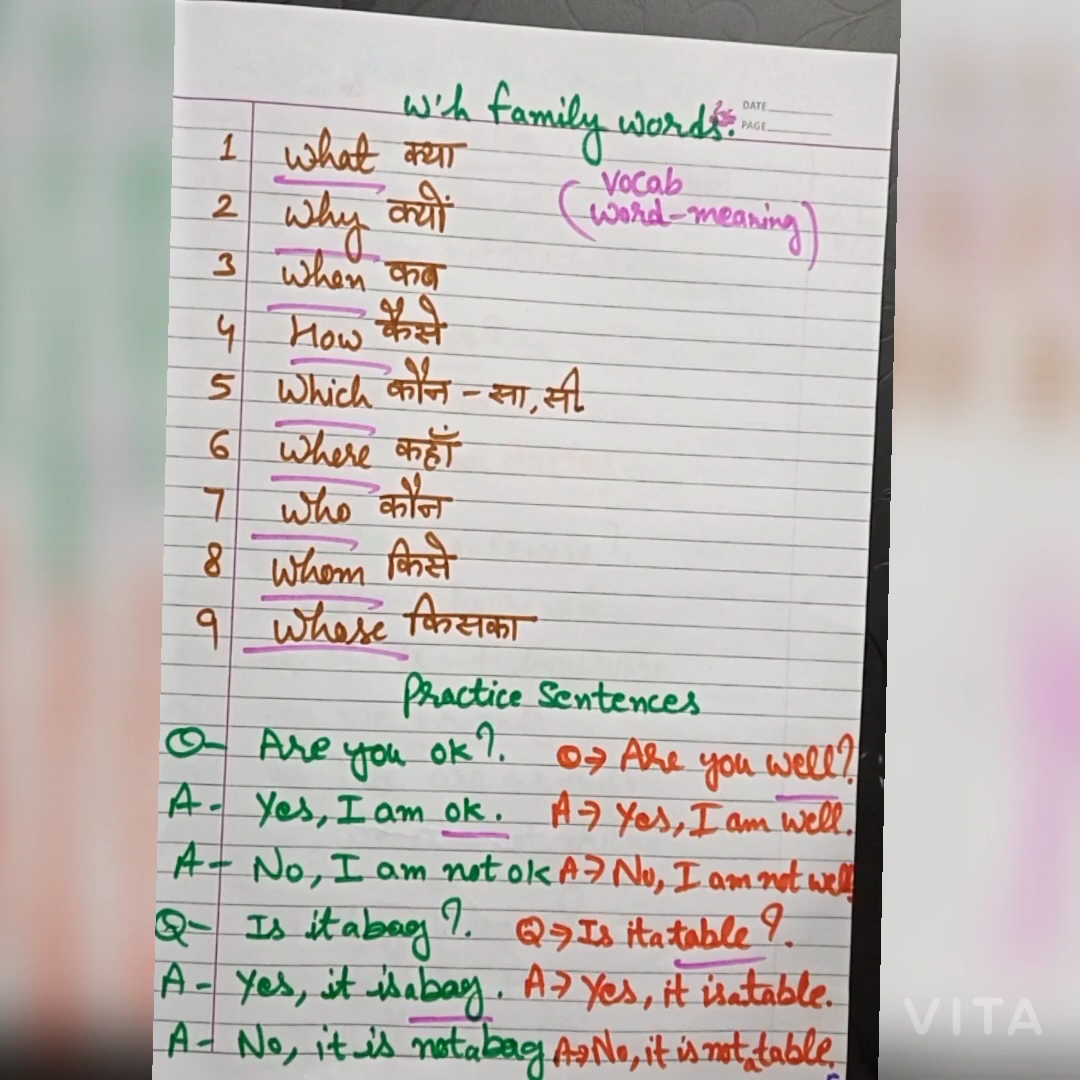 W'h family words.
DATE
PAGE
(vocab
word-meaning)
1 What क्या
2 Why क्यों
3 When कब
4 How कैसे
5 Which कौन - सा, सी
6 Where कहाँ
7 Who कौन
8 Whom किसे
9 Whose किसका
Practice Sentences
Q- Are you ok?. Q→ Are you well?
A- Yes, I am ok. A→ Yes, I am well.
A- No, I am not ok A→ No, I am not well
Q- Is it a bag?. Q→ Is it a table?.
A- Yes, it is a bag. A→ Yes, it is a table.
A- No, it is not a bag A→ No, it is not a table.
VITA